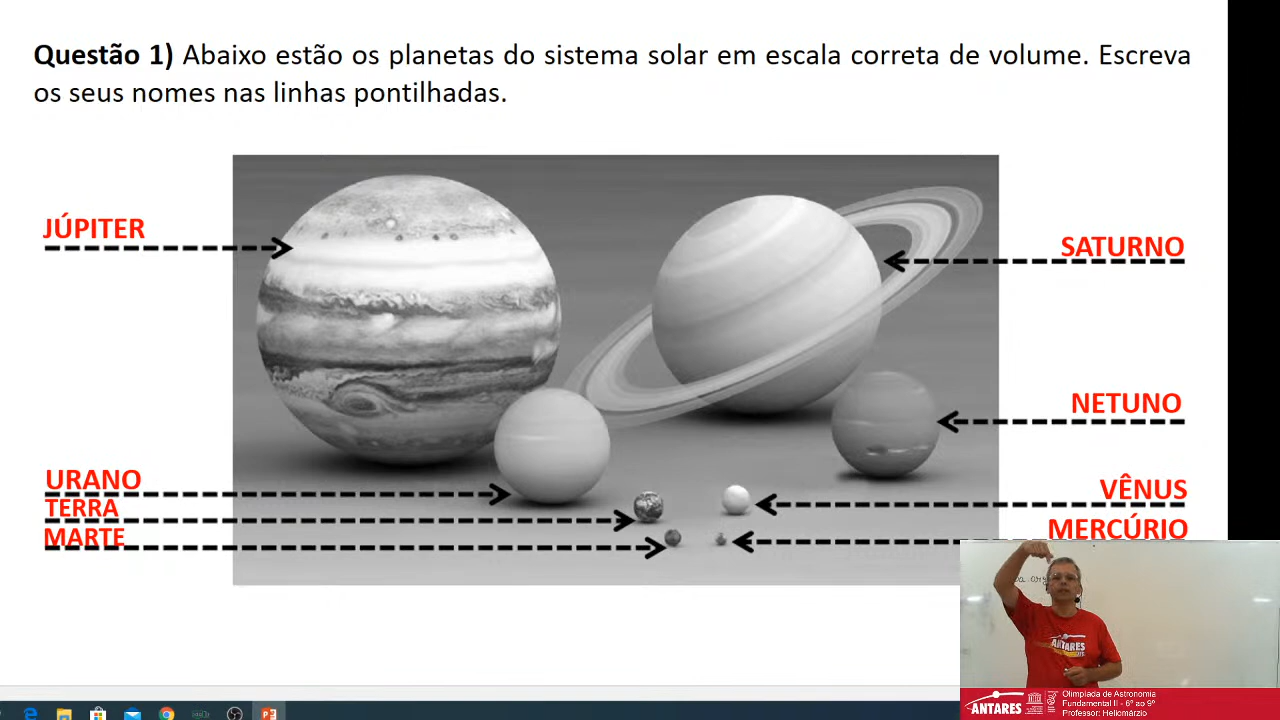 Questão 1) Abaixo estão os planetas do sistema solar em escala correta de volume. Escreva
os seus nomes nas linhas pontilhadas.
JÚPITER
SATURNO
NETUNO
URANO
TERRA
MARTE
VÊNUS
MERCÚRIO
ANTARES
ANTARES
Olimpíada de Astronomia
Fundamental II - 6º ao 9º
Professor: Heliomárzio